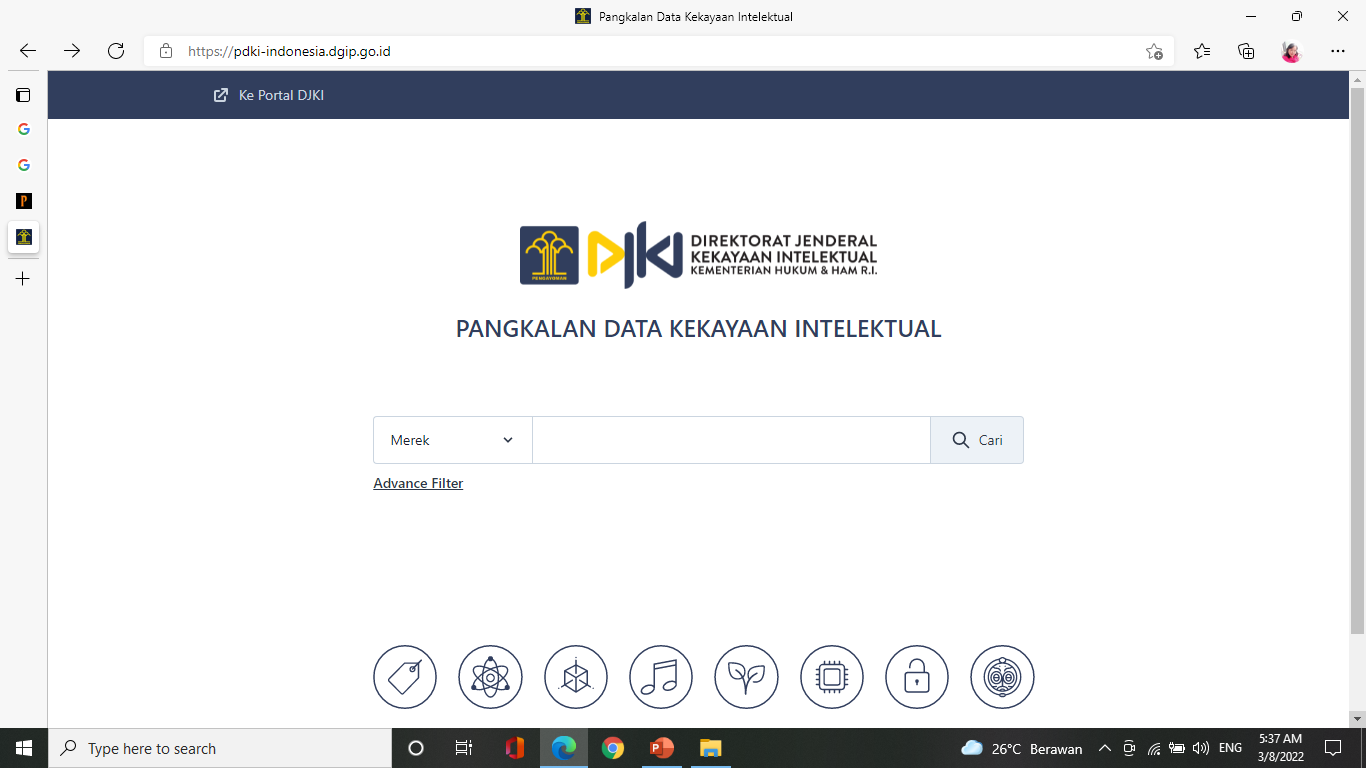 Pangkalan Data Kekayaan Intelektual
https://pdki-indonesia.dgip.go.id
Ke Portal DJKI
PENGAYOMAN
DJKI
DIREKTORAT JENDERAL
KEKAYAAN INTELEKTUAL
KEMENTERIAN HUKUM & HAM R.I.
PANGKALAN DATA KEKAYAAN INTELEKTUAL
Merek
Cari
Advance Filter
Type here to search
26°C Berawan
ENG
5:37 AM
3/8/2022